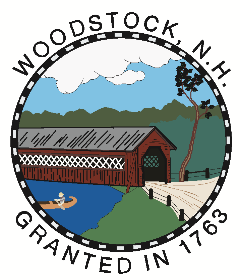 WOODSTOCK, N.H.
GRANTED IN 1763